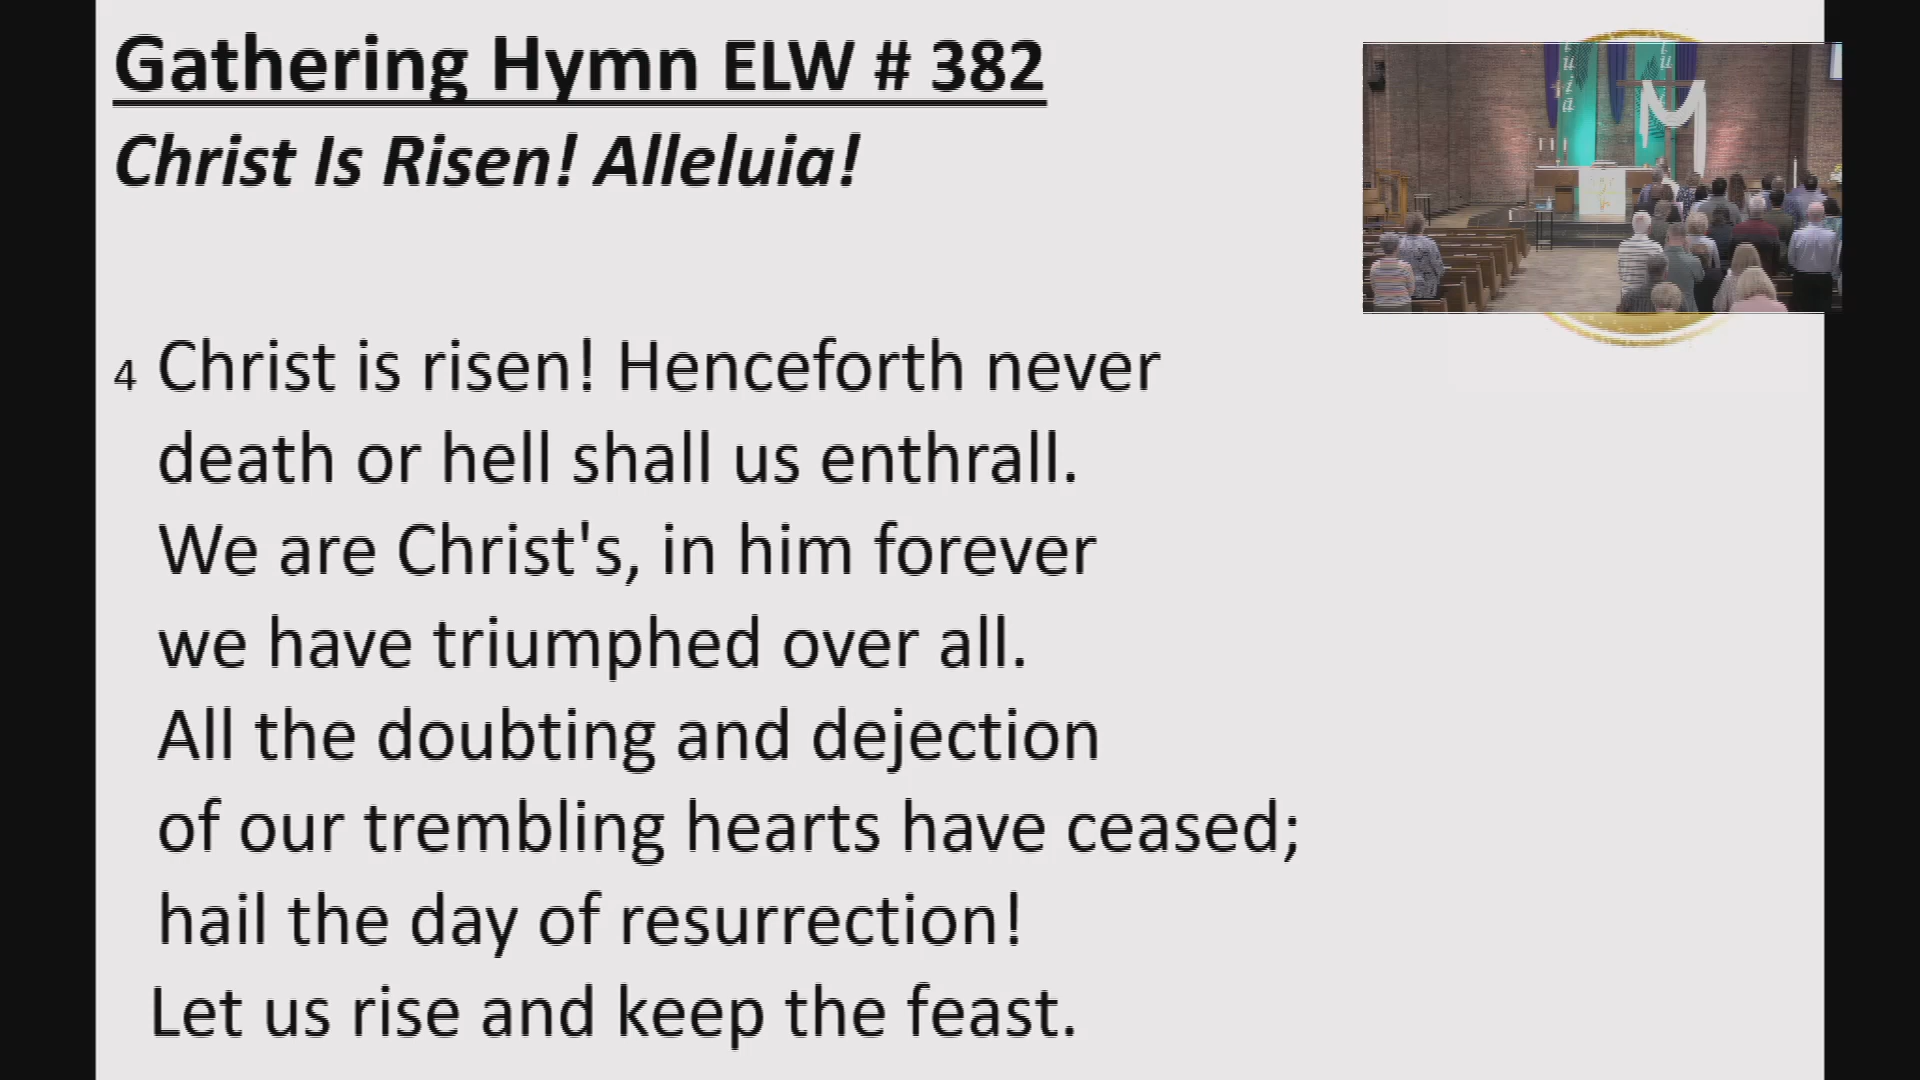 Gathering Hymn ELW # 382
Christ Is Risen! Alleluia!
4 Christ is risen! Henceforth never
death or hell shall us enthrall.
We are Christ's, in him forever
we have triumphed over all.
All the doubting and dejection
of our trembling hearts have ceased;
hail the day of resurrection!
Let us rise and keep the feast.